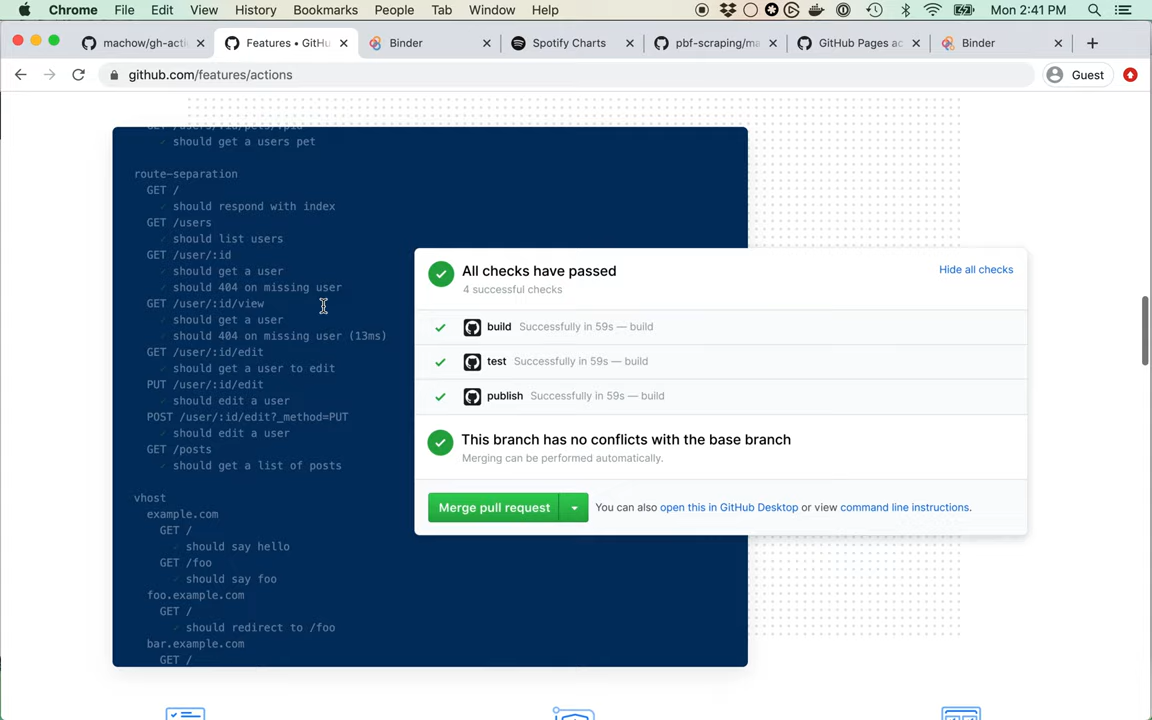 Chrome File Edit View History Bookmarks People Tab Window Help Mon 2:41 PM
machow/gh-acti Features • GitHu Binder Spotify Charts pbf-scraping/ma GitHub Pages ac Binder
github.com/features/actions Guest
GET /users/:id/pets/:pid
should get a users pet
route-separation
GET /
should respond with index
GET /users
should list users
GET /user/:id
should get a user
should 404 on missing user
GET /user/:id/view
should get a user
should 404 on missing user (13ms)
GET /user/:id/edit
should get a user to edit
PUT /user/:id/edit
should edit a user
POST /user/:id/edit?_method=PUT
should edit a user
GET /posts
should get a list of posts
vhost
example.com
GET /
should say hello
GET /foo
should say foo
foo.example.com
GET /
should redirect to /foo
bar.example.com
GET /
All checks have passed Hide all checks
4 successful checks
build Successfully in 59s — build
test Successfully in 59s — build
publish Successfully in 59s — build
This branch has no conflicts with the base branch
Merging can be performed automatically.
Merge pull request You can also open this in GitHub Desktop or view command line instructions.